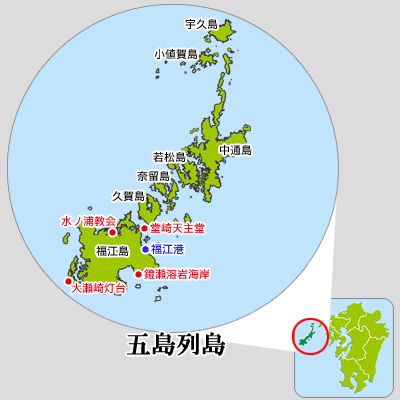 宇久島
小値賀島
中通島
若松島
奈留島
久賀島
水ノ浦教会
堂崎天主堂
福江島
福江港
鐙瀬溶岩海岸
大瀬崎灯台
五島列島